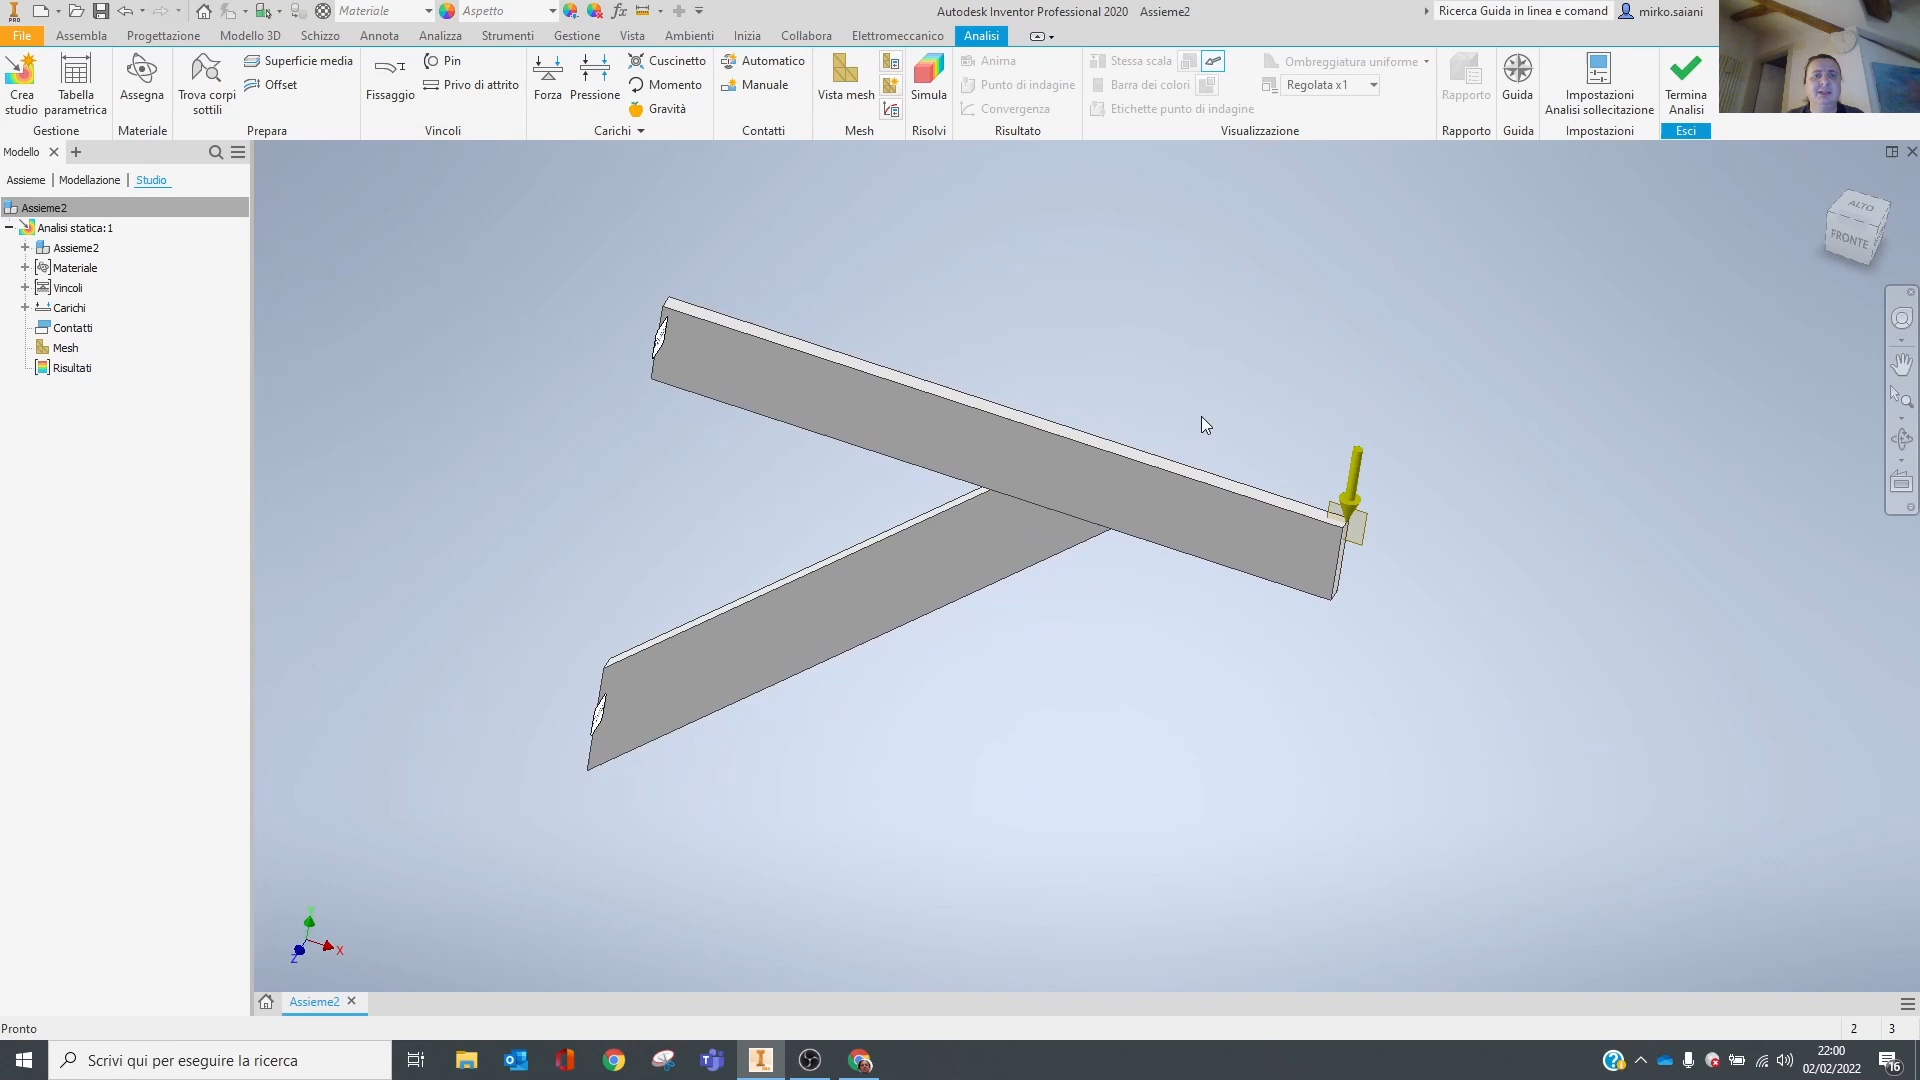 PRO
Materiale
Aspetto
fx
Autodesk Inventor Professional 2020 Assieme2
Ricerca Guida in linea e comand
mirko.saiani
File
Assembla
Progettazione
Modello 3D
Schizzo
Annota
Analizza
Strumenti
Gestione
Vista
Ambienti
Inizia
Collabora
Elettromeccanico
Analisi
Crea studio
Tabella parametrica
Assegna
Trova corpi sottili
Superficie media
Offset
Fissaggio
Pin
Privo di attrito
Forza
Pressione
Cuscinetto
Momento
Gravità
Automatico
Manuale
Vista mesh
Simula
Anima
Punto di indagine
Convergenza
Stessa scala
Barra dei colori
Etichette punto di indagine
Ombreggiatura uniforme
Regolata x1
Rapporto
Guida
Impostazioni Analisi sollecitazione
Termina Analisi
Gestione
Materiale
Prepara
Vincoli
Carichi
Contatti
Mesh
Risolvi
Risultato
Visualizzazione
Rapporto
Guida
Impostazioni
Esci
Modello
Assieme
Modellazione
Studio
Assieme2
Analisi statica:1
Assieme2
Materiale
Vincoli
Carichi
Contatti
Mesh
Risultati
ALTO
FRONTE
Y
X
Z
Assieme2
Pronto
2
3
Scrivi qui per eseguire la ricerca
22:00
02/02/2022
16